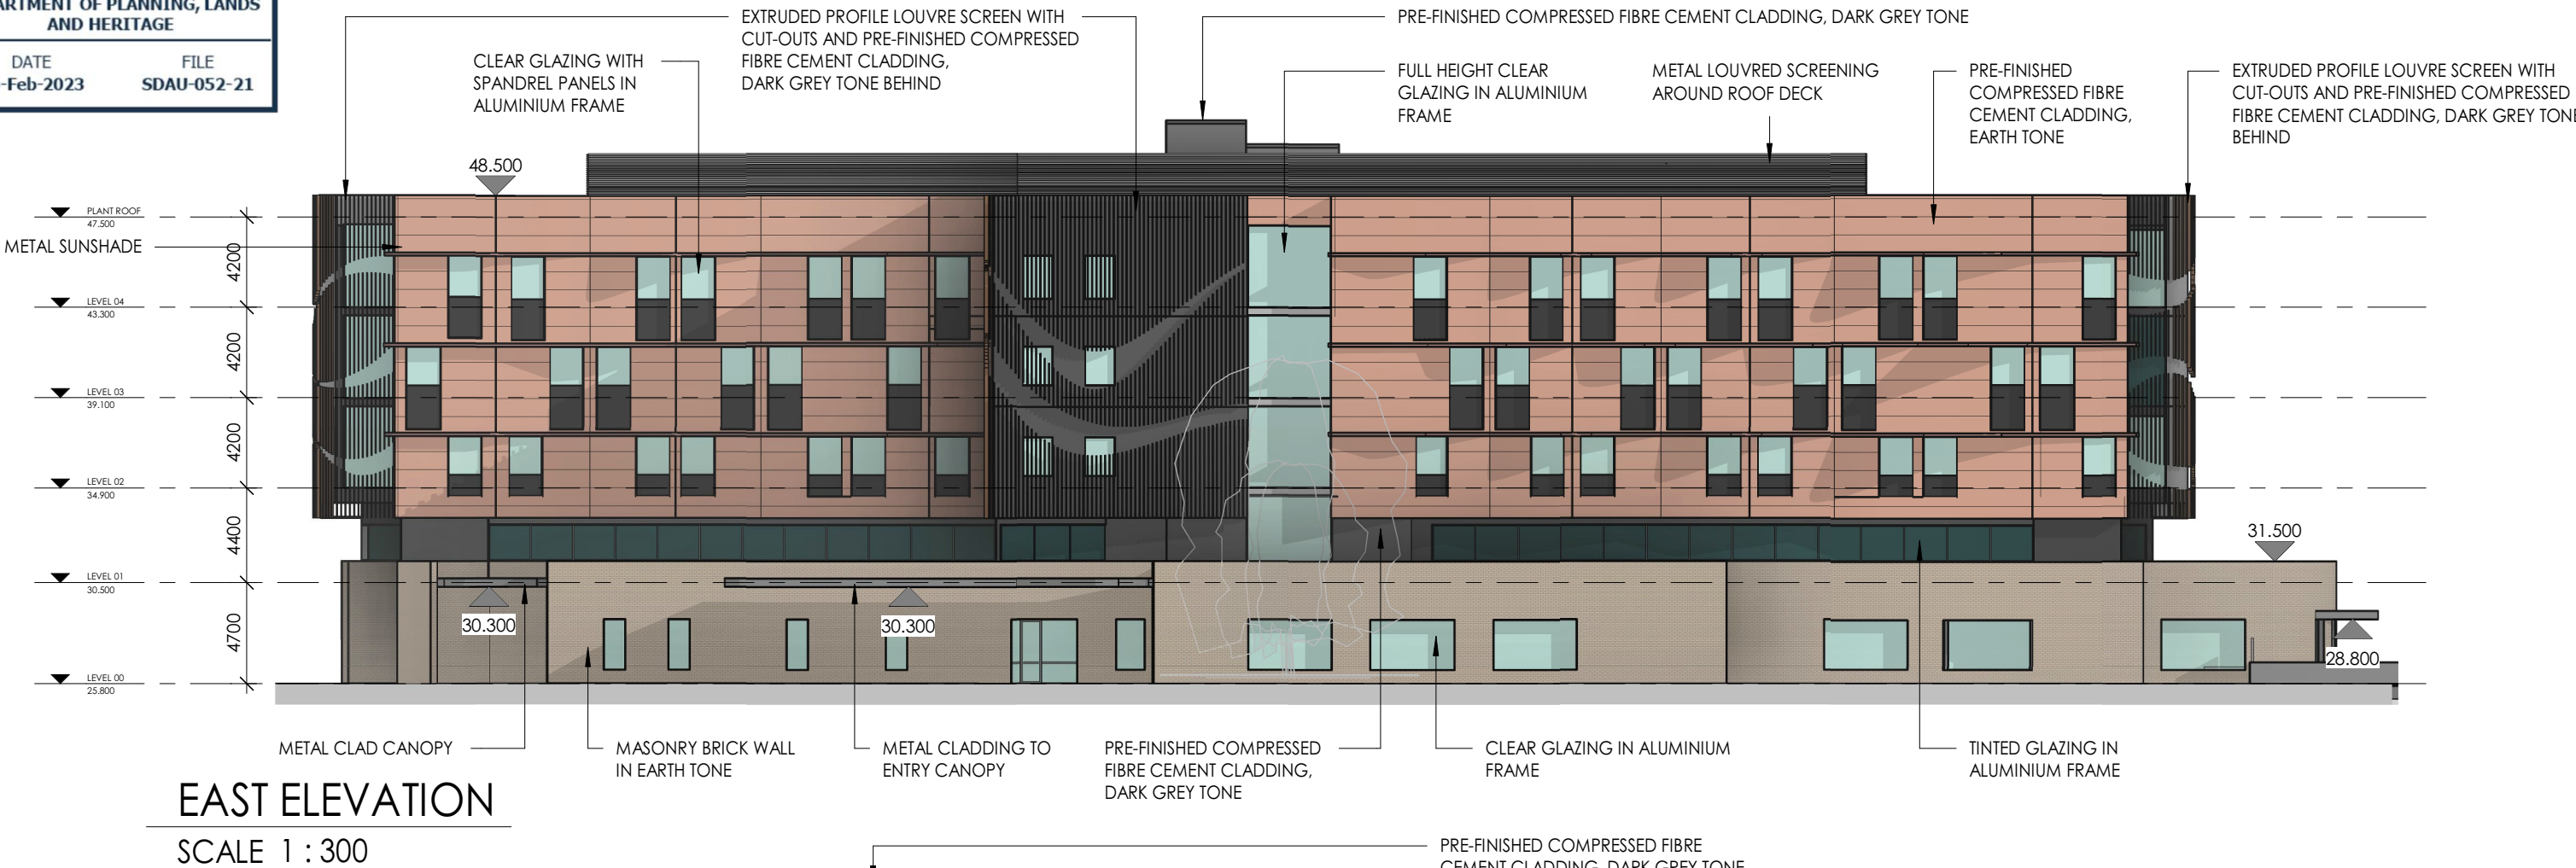 PLANNING, LANDS
AND HERITAGE
DATE
FILE
-Feb-2023
SDAU-052-21
EXTRUDED PROFILE LOUVRE SCREEN WITH
CUT-OUTS AND PRE-FINISHED COMPRESSED
FIBRE CEMENT CLADDING,
DARK GREY TONE BEHIND
PRE-FINISHED COMPRESSED FIBRE CEMENT CLADDING, DARK GREY TONE
CLEAR GLAZING WITH
SPANDREL PANELS IN
ALUMINIUM FRAME
FULL HEIGHT CLEAR
GLAZING IN ALUMINIUM
FRAME
METAL LOUVRED SCREENING
AROUND ROOF DECK
PRE-FINISHED
COMPRESSED FIBRE
CEMENT CLADDING,
EARTH TONE
EXTRUDED PROFILE LOUVRE SCREEN WITH
CUT-OUTS AND PRE-FINISHED COMPRESSED
FIBRE CEMENT CLADDING, DARK GREY TONE
BEHIND
48.500
PLANT ROOF
47.500
METAL SUNSHADE
4200
LEVEL 04
43.300
4200
LEVEL 03
39.100
4200
LEVEL 02
34.900
4400
31.500
LEVEL 01
30.500
30.300
30.300
4700
28.800
LEVEL 00
25.800
METAL CLAD CANOPY
MASONRY BRICK WALL
IN EARTH TONE
METAL CLADDING TO
ENTRY CANOPY
PRE-FINISHED COMPRESSED
FIBRE CEMENT CLADDING,
DARK GREY TONE
CLEAR GLAZING IN ALUMINIUM
FRAME
TINTED GLAZING IN
ALUMINIUM FRAME
EAST ELEVATION
SCALE 1 : 300
PRE-FINISHED COMPRESSED FIBRE
CEMENT CLADDING, DARK GREY TONE